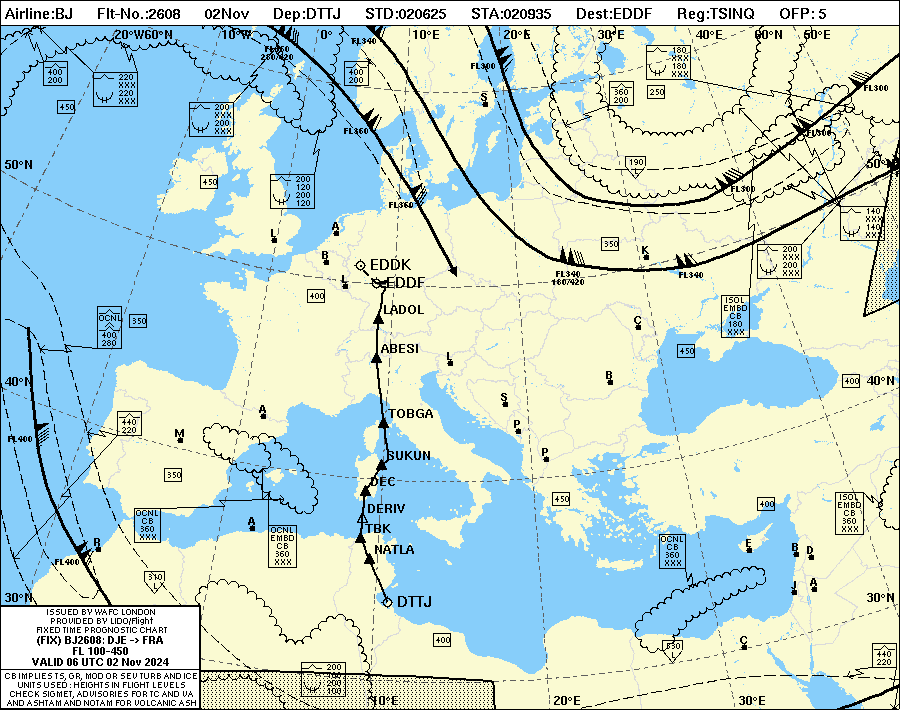 Airline:BJ Flt-No.:2608 02Nov Dep:DTTJ STD:020625 STA:020935 Dest:EDDF Reg:TSINQ OFP: 5
20°W60°N 10°W 0° 10°E 20°E 30°E 40°E 60°N 50°E
FL360
280/420
FL340
FL300
400
200
220
XXX
220
XXX
450
200
XXX
200
XXX
400
200
S
180
XXX
180
XXX
360
200
250
FL300
FL360
FL300
50°N
50°N
190
450
200
120
200
120
FL300
FL360
140
XXX
140
XXX
L
A
B
L
EDDK
EDDF
350
K
FL340
180/420
FL340
200
XXX
200
XXX
400
LADOL
OCNL
400
280
350
ISOL
EMBD
CB
180
XXX
C
ABESI
L
450
40°N
B
400
40°N
440
220
A
TOBGA
S
P
FL400
M
SUKUN
P
350
DEC
450
400
OCNL
CB
360
XXX
A
DERIV
TBK
OCNL
EMBD
CB
360
XXX
ISOL
EMBD
CB
360
XXX
NATLA
OCNL
CB
360
XXX
E
B
D
R
FL400
310
L
J
A
30°N
DTTJ
30°N
ISSUED BY WAFC LONDON
PROVIDED BY LIDO/Flight
FIXED TIME PROGNOSTIC CHART
(FIX) BJ2608: DJE -> FRA
FL 100-450
VALID 06 UTC 02 Nov 2024
CB IMPLIES TS, GR, MOD OR SEV TURB AND ICE
UNITS USED : HEIGHTS IN FLIGHT LEVELS
CHECK SIGMET, ADVISORIES FOR TC AND VA
AND ASHTAM AND NOTAM FOR VOLCANIC ASH
400
530
L
C
440
220
200
100
10°E 20°E 30°E